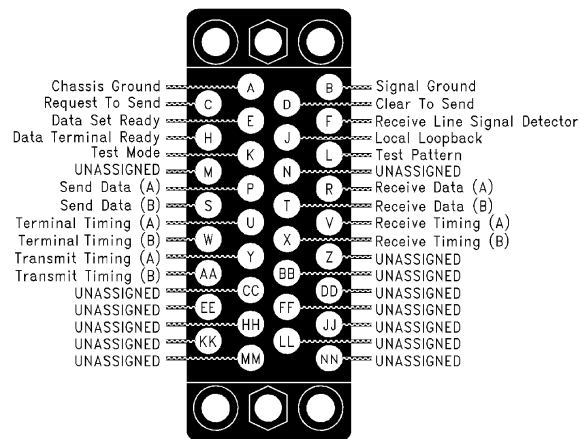 Chassis Ground A B Signal Ground
Request To Send C D Clear To Send
Data Set Ready E F Receive Line Signal Detector
Data Terminal Ready H J Local Loopback
Test Mode K L Test Pattern
UNASSIGNED M N UNASSIGNED
Send Data (A) P R Receive Data (A)
Send Data (B) S T Receive Data (B)
Terminal Timing (A) U V Receive Timing (A)
Terminal Timing (B) W X Receive Timing (B)
Transmit Timing (A) Y Z UNASSIGNED
Transmit Timing (B) AA BB UNASSIGNED
UNASSIGNED CC DD UNASSIGNED
UNASSIGNED EE FF UNASSIGNED
UNASSIGNED HH JJ UNASSIGNED
UNASSIGNED KK LL UNASSIGNED
UNASSIGNED MM NN UNASSIGNED